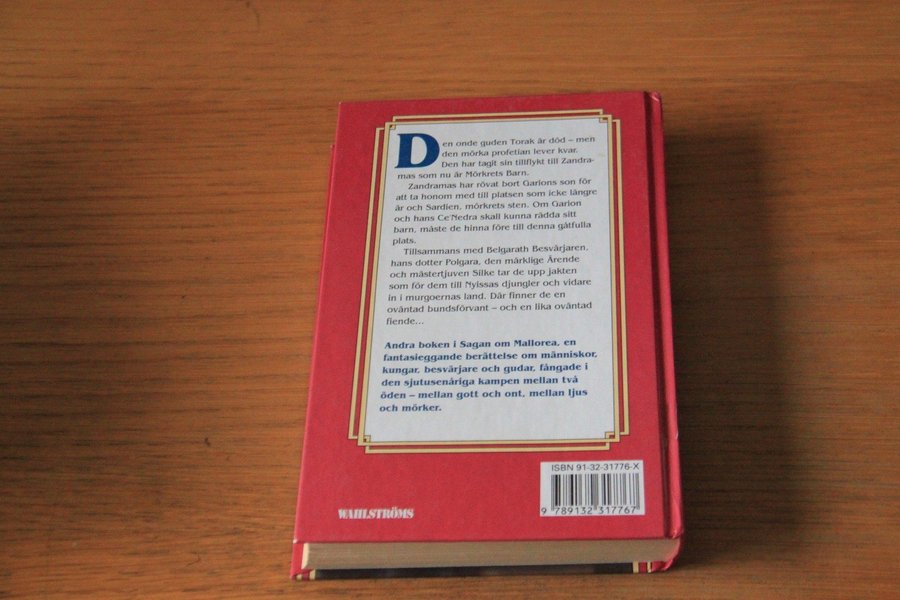 Den onde guden Torak är död – men
den mörka profetian lever kvar.
Den har tagit sin tillflykt till Zandra-
mas som nu är Mörkrets Barn.
Zandramas har rövat bort Garions son för
att ta honom med till platsen som icke längre
är och Sardien, mörkrets sten. Om Garion
och hans Ce'Nedra skall kunna rädda sitt
barn, måste de hinna före till denna gåtfulla
plats.
Tillsammans med Belgarath Besvärjaren,
hans dotter Polgara, den märklige Ärende
och mästertjuven Silke tar de upp jakten
som för dem till Nyissas djungler och vidare
in i murgoernas land. Där finner de en
oväntad bundsförvant – och en lika oväntad
fiende...
Andra boken i Sagan om Mallorea, en
fantasieggande berättelse om människor,
kungar, besvärjare och gudar, fångade i
den sjutusenåriga kampen mellan två
öden – mellan gott och ont, mellan ljus
och mörker.
ISBN 91-32-31776-X
9 789132 317767
WAHLSTRÖMS